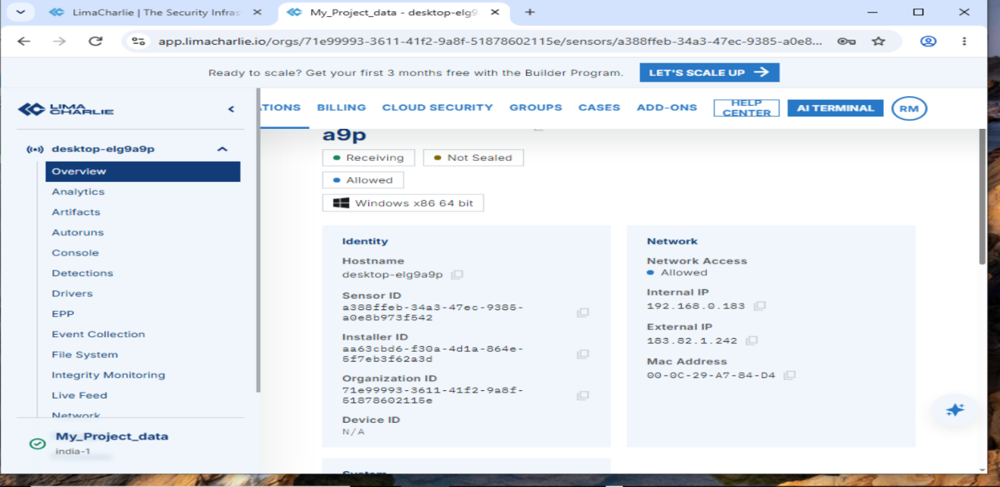 LimaCharlie | The Security Infras
My_Project_data - desktop-elg9
app.limacharlie.io/orgs/71e99993-3611-41f2-9a8f-51878602115e/sensors/a388ffeb-34a3-47ec-9385-a0e8...
Ready to scale? Get your first 3 months free with the Builder Program.
LET'S SCALE UP
LIMA
CHARLIE
TIONS BILLING CLOUD SECURITY GROUPS CASES ADD-ONS HELP CENTER AI TERMINAL RM
desktop-elg9a9p
Overview
Analytics
Artifacts
Autoruns
Console
Detections
Drivers
EPP
Event Collection
File System
Integrity Monitoring
Live Feed
Network
My_Project_data
india-1
a9p
Receiving
Not Sealed
Allowed
Windows x86 64 bit
Identity
Hostname
desktop-elg9a9p
Sensor ID
a388ffeb-34a3-47ec-9385-
a0e8b973f542
Installer ID
aa63cbd6-f30a-4d1a-864e-
5f7eb3f62a3d
Organization ID
71e99993-3611-41f2-9a8f-
51878602115e
Device ID
N/A
Network
Network Access
Allowed
Internal IP
192.168.0.183
External IP
183.82.1.242
Mac Address
00-0C-29-A7-84-D4
System